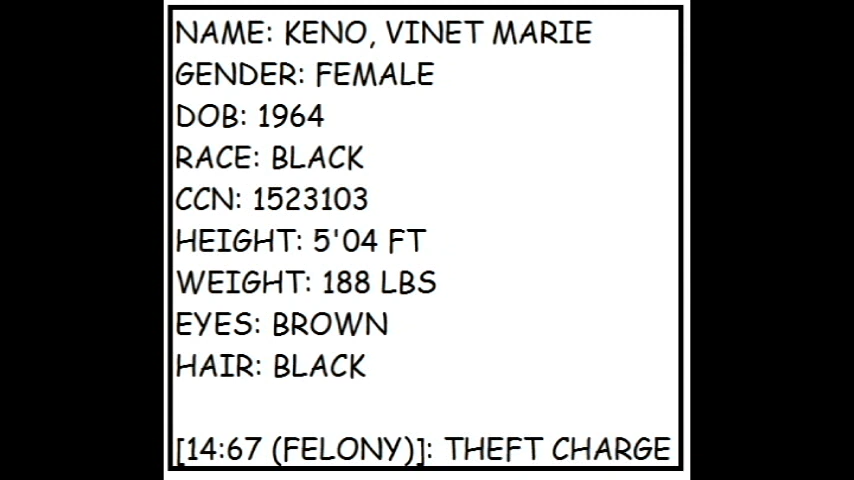 NAME: KENO, VINET MARIE
GENDER: FEMALE
DOB: 1964
RACE: BLACK
CCN: 1523103
HEIGHT: 5'04 FT
WEIGHT: 188 LBS
EYES: BROWN
HAIR: BLACK
[14:67 (FELONY)]: THEFT CHARGE